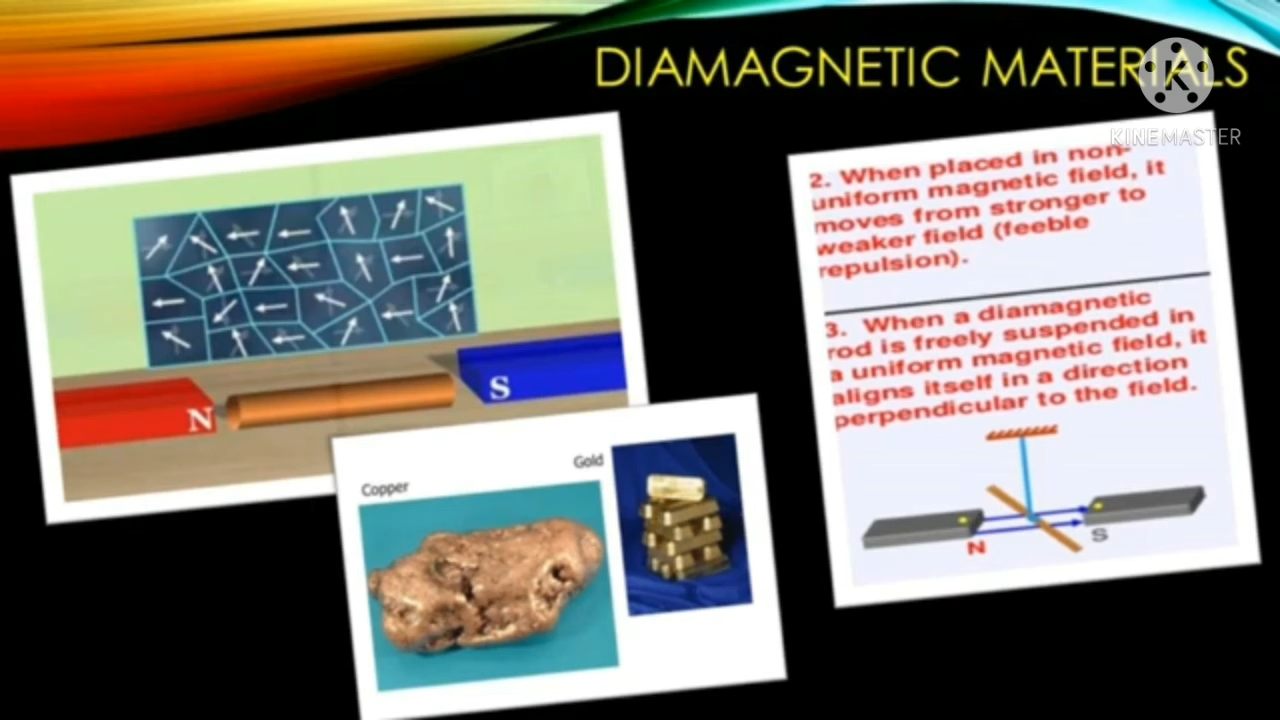 DIAMAGNETIC MATERIALS
K
KINEMASTER
N
S
Copper
Gold
2. When placed in non-
uniform magnetic field, it
moves from stronger to
weaker field (feeble
repulsion).
3. When a diamagnetic
rod is freely suspended in
a uniform magnetic field, it
aligns itself in a direction
perpendicular to the field.
N
S